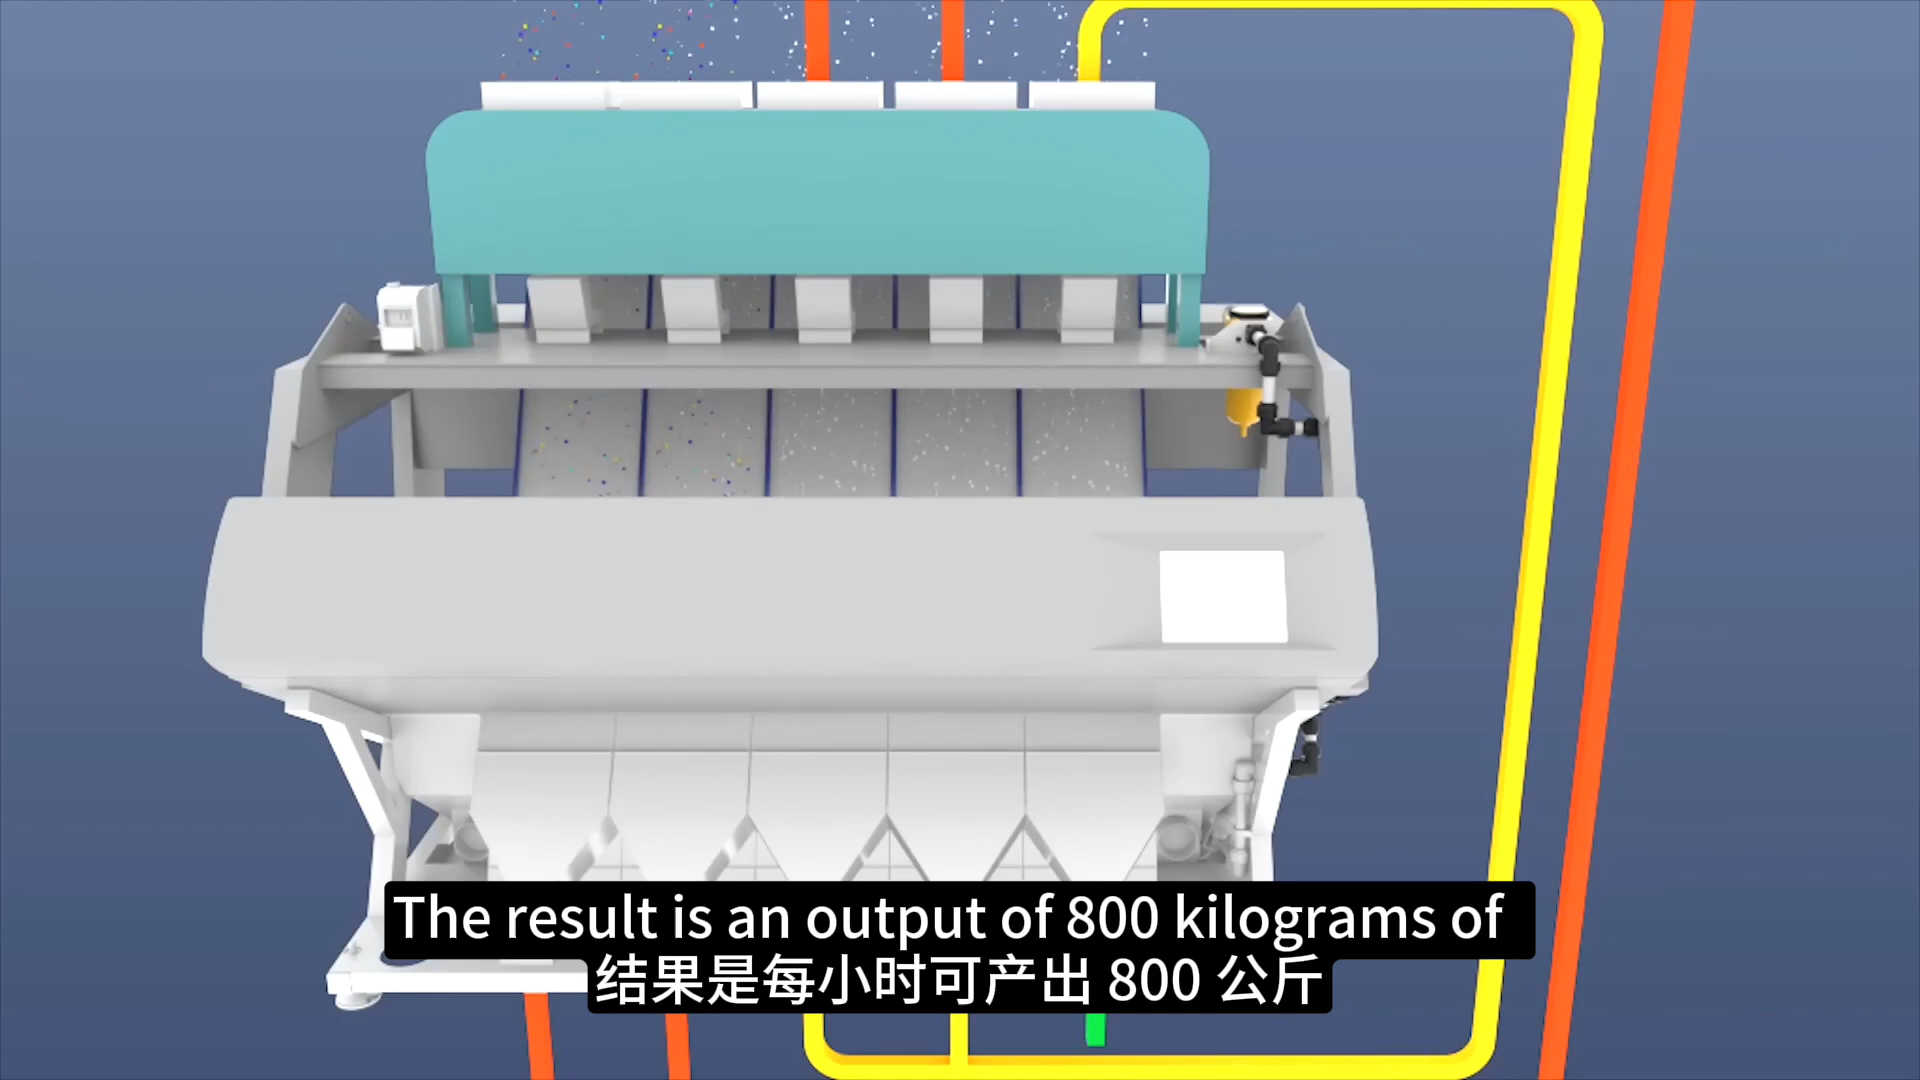 The result is an output of 800 kilograms of
结果是每小时可产出 800 公斤